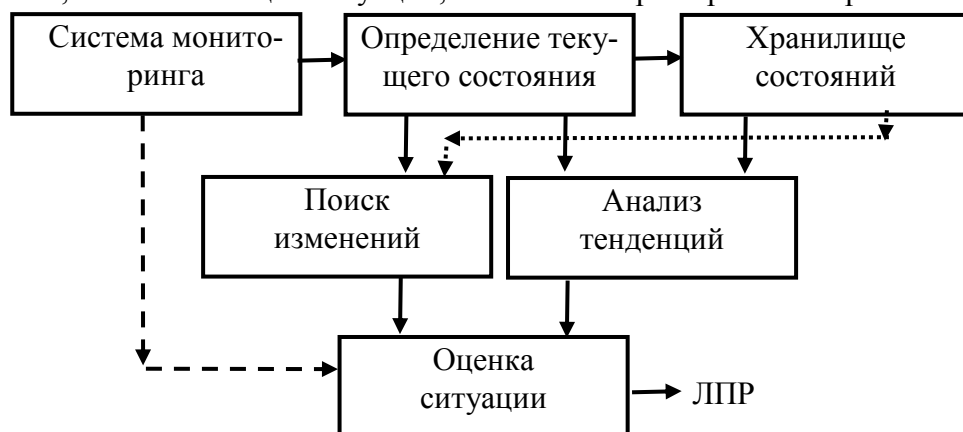 Система монито-
ринга
Определение теку-
щего состояния
Хранилище
состояний
Поиск
изменений
Анализ
тенденций
Оценка
ситуации
ЛПР